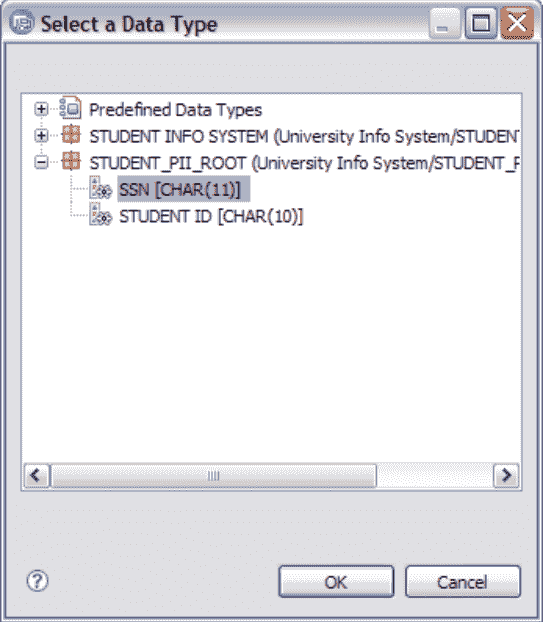 Select a Data Type
Predefined Data Types
STUDENT INFO SYSTEM (University Info System/STUDENT
STUDENT_PII_ROOT (University Info System/STUDENT_F
SSN [CHAR(11)]
STUDENT ID [CHAR(10)]
OK
Cancel